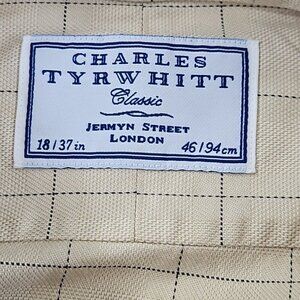 CHARLES
TYRWHITT
Classic
JERMYN STREET
LONDON
18/37 in 46/94 cm